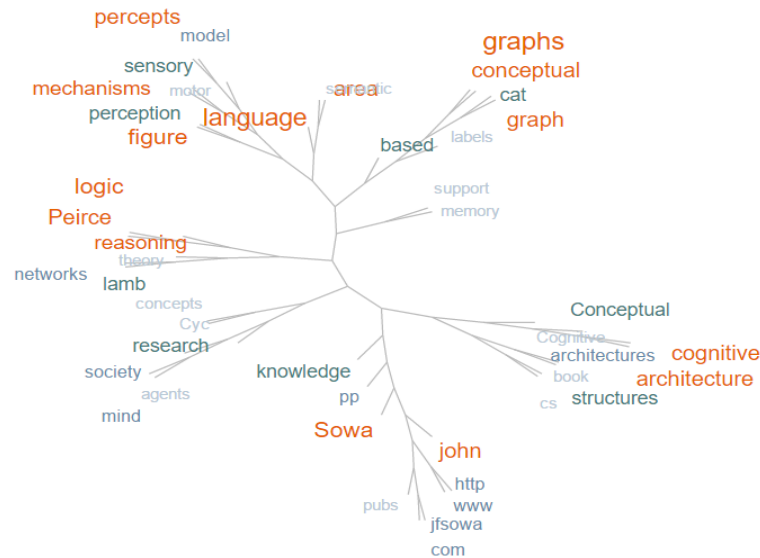 percepts
model
graphs
sensory
conceptual
mechanisms
motor
semantic
area
cat
perception
language
graph
figure
based
labels
logic
support
Peirce
memory
reasoning
theory
networks
lamb
concepts
Conceptual
Cyc
Cognitive
research
architectures
cognitive
society
knowledge
book
architecture
agents
pp
cs
structures
mind
Sowa
john
http
pubs
www
jfsowa
com